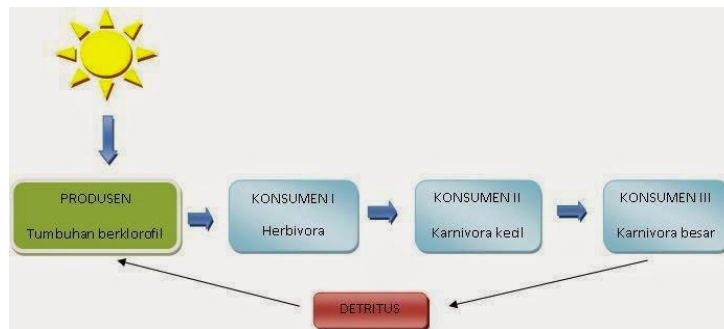 PRODUSEN
Tumbuhan berklorofil
KONSUMEN I
Herbivora
KONSUMEN II
Karnivora kecil
KONSUMEN III
Karnivora besar
DETRITUS